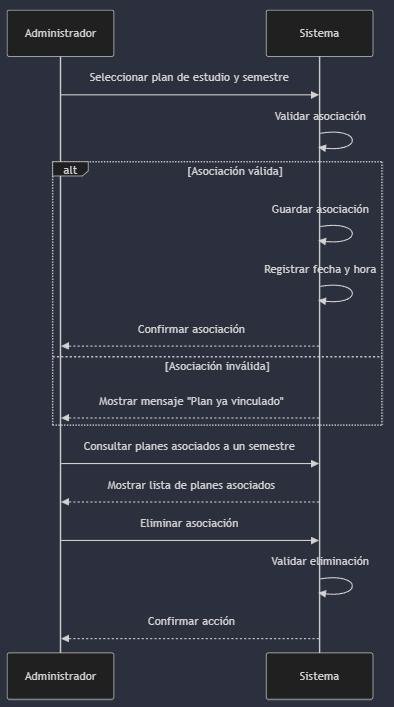 Administrador
Sistema
Seleccionar plan de estudio y semestre
Validar asociación
alt
[Asociación válida]
Guardar asociación
Registrar fecha y hora
Confirmar asociación
[Asociación inválida]
Mostrar mensaje "Plan ya vinculado"
Consultar planes asociados a un semestre
Mostrar lista de planes asociados
Eliminar asociación
Validar eliminación
Confirmar acción
Administrador
Sistema